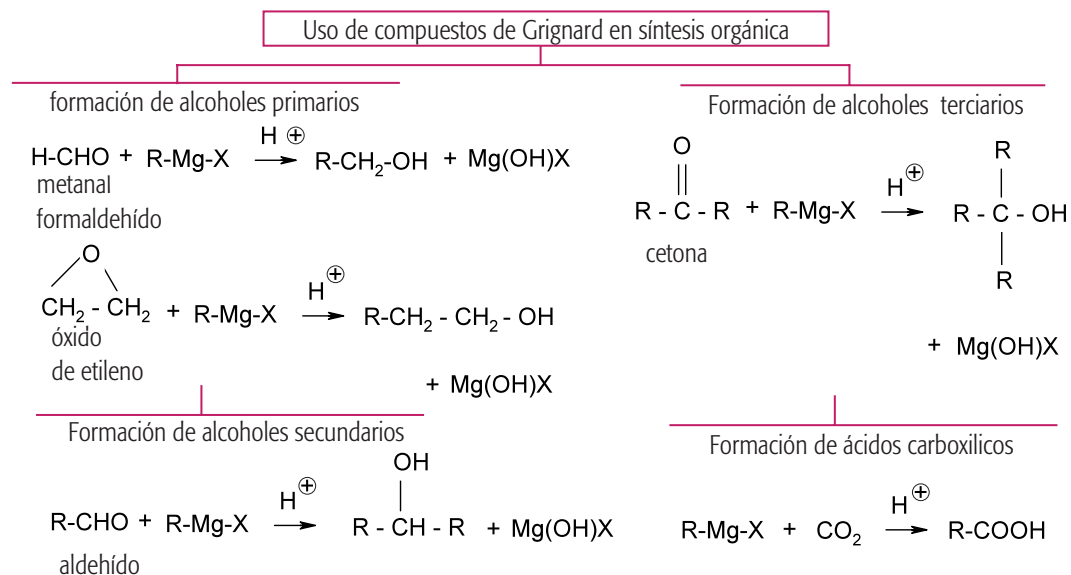 Uso de compuestos de Grignard en síntesis orgánica
formación de alcoholes primarios
H-CHO + R-Mg-X H ⊕ → R-CH₂-OH + Mg(OH)X
metanal
formaldehído
O
CH₂ - CH₂ + R-Mg-X H⊕ → R-CH₂ - CH₂- OH
óxido
de etileno
+ Mg(OH)X
Formación de alcoholes secundarios
OH
R-CHO + R-Mg-X H⊕ → R - CH - R + Mg(OH)X
aldehído
Formación de alcoholes terciarios
O
R
R - C - R + R-Mg-X H⊕ → R - C - OH
cetona
R
+ Mg(OH)X
Formación de ácidos carboxilicos
R-Mg-X + CO₂ H⊕ → R-COOH